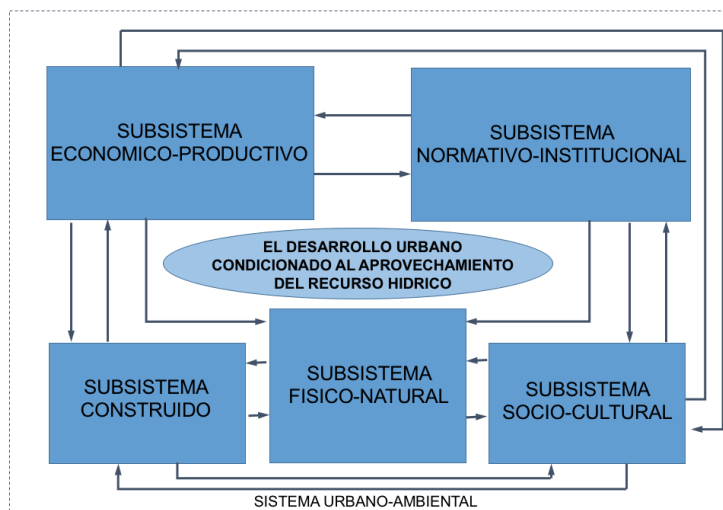 SUBSISTEMA
ECONOMICO-PRODUCTIVO
SUBSISTEMA
NORMATIVO-INSTITUCIONAL
EL DESARROLLO URBANO
CONDICIONADO AL APROVECHAMIENTO
DEL RECURSO HIDRICO
SUBSISTEMA
CONSTRUIDO
SUBSISTEMA
FISICO-NATURAL
SUBSISTEMA
SOCIO-CULTURAL
SISTEMA URBANO-AMBIENTAL